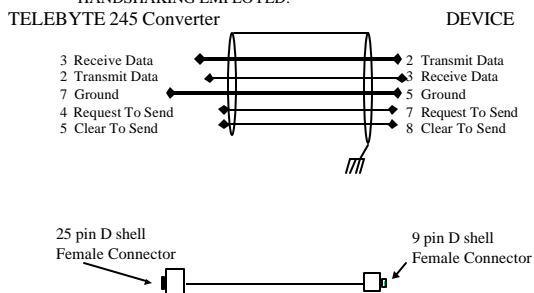 HANDSHAKING EMPLOYED.
TELEBYTE 245 Converter DEVICE
3 Receive Data 2 Transmit Data
2 Transmit Data 3 Receive Data
7 Ground 5 Ground
4 Request To Send 7 Request To Send
5 Clear To Send 8 Clear To Send
25 pin D shell
Female Connector
9 pin D shell
Female Connector